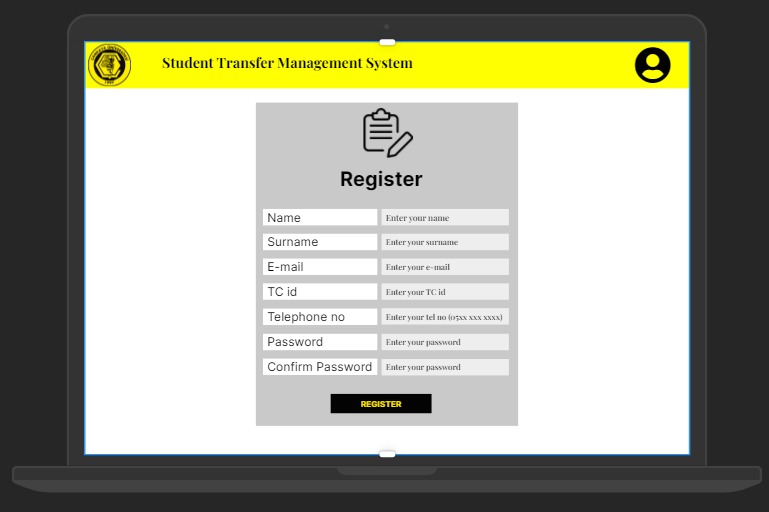 Student Transfer Management System
Register
Name Enter your name
Surname Enter your surname
E-mail Enter your e-mail
TC id Enter your TC id
Telephone no Enter your tel no (05xx xxx xxxx)
Password Enter your password
Confirm Password Enter your password
REGISTER